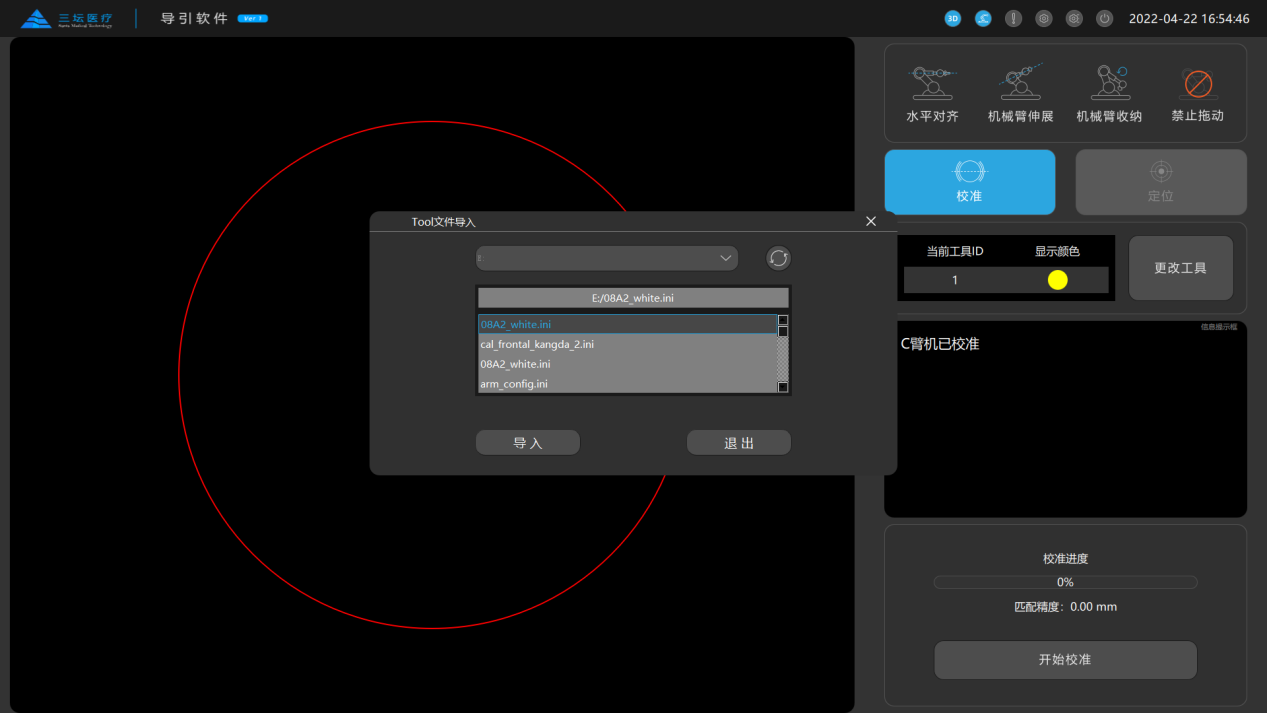 三坛医疗
Santa Medical Technology
导引软件
Ver 1
3D
2022-04-22 16:54:46
水平对齐
机械臂伸展
机械臂收纳
禁止拖动
校准
定位
Tool文件导入
当前工具ID
显示颜色
1
更改工具
E:/08A2_white.ini
08A2_white.ini
cal_frontal_kangda_2.ini
08A2_white.ini
arm_config.ini
导入
退出
信息提示框
C臂机已校准
校准进度
0%
匹配精度：0.00 mm
开始校准